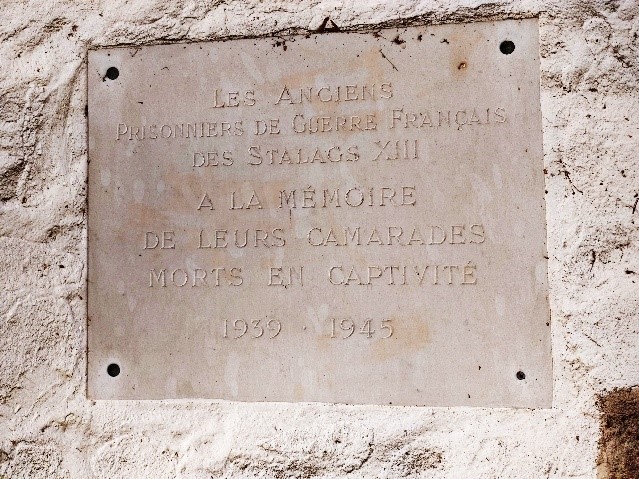 LES ANCIENS
PRISONNIERS DE GUERRE FRANÇAIS
DES STALAGS XIII
A LA MÉMOIRE
DE LEURS CAMARADES
MORTS EN CAPTIVITÉ
1939 · 1945